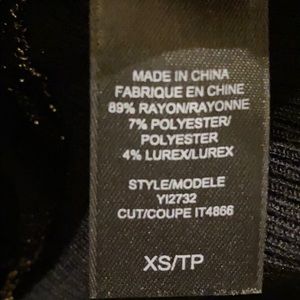 MADE IN CHINA
FABRIQUE EN CHINE
89% RAYON/RAYONNE
7% POLYESTER/
POLYESTER
4% LUREX/LUREX
STYLE/MODELE
YI2732
CUT/COUPE IT4866
XS/TP